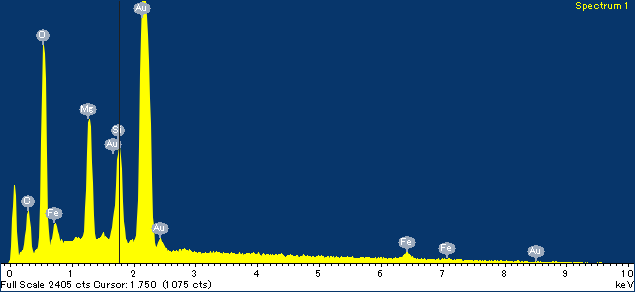 Spectrum 1
Au
O
Mg
Si
Au
Fe
Au
Fe
Fe
Au
0 1 2 3 4 5 6 7 8 9 10
Full Scale 2405 cts Cursor: 1.750 (1075 cts) keV